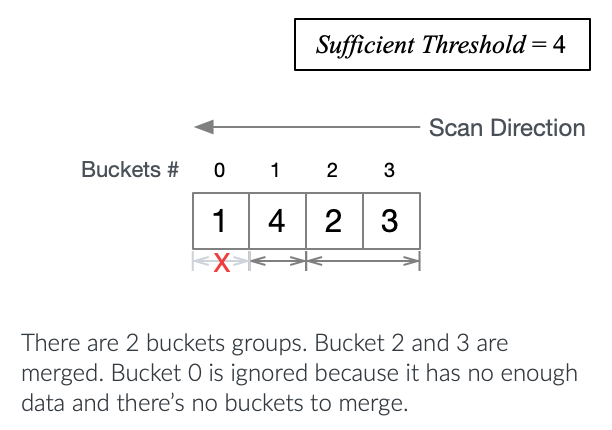 Sufficient Threshold = 4
Scan Direction
Buckets # 0 1 2 3
1 4 2 3
X
There are 2 buckets groups. Bucket 2 and 3 are
merged. Bucket 0 is ignored because it has no enough
data and there’s no buckets to merge.